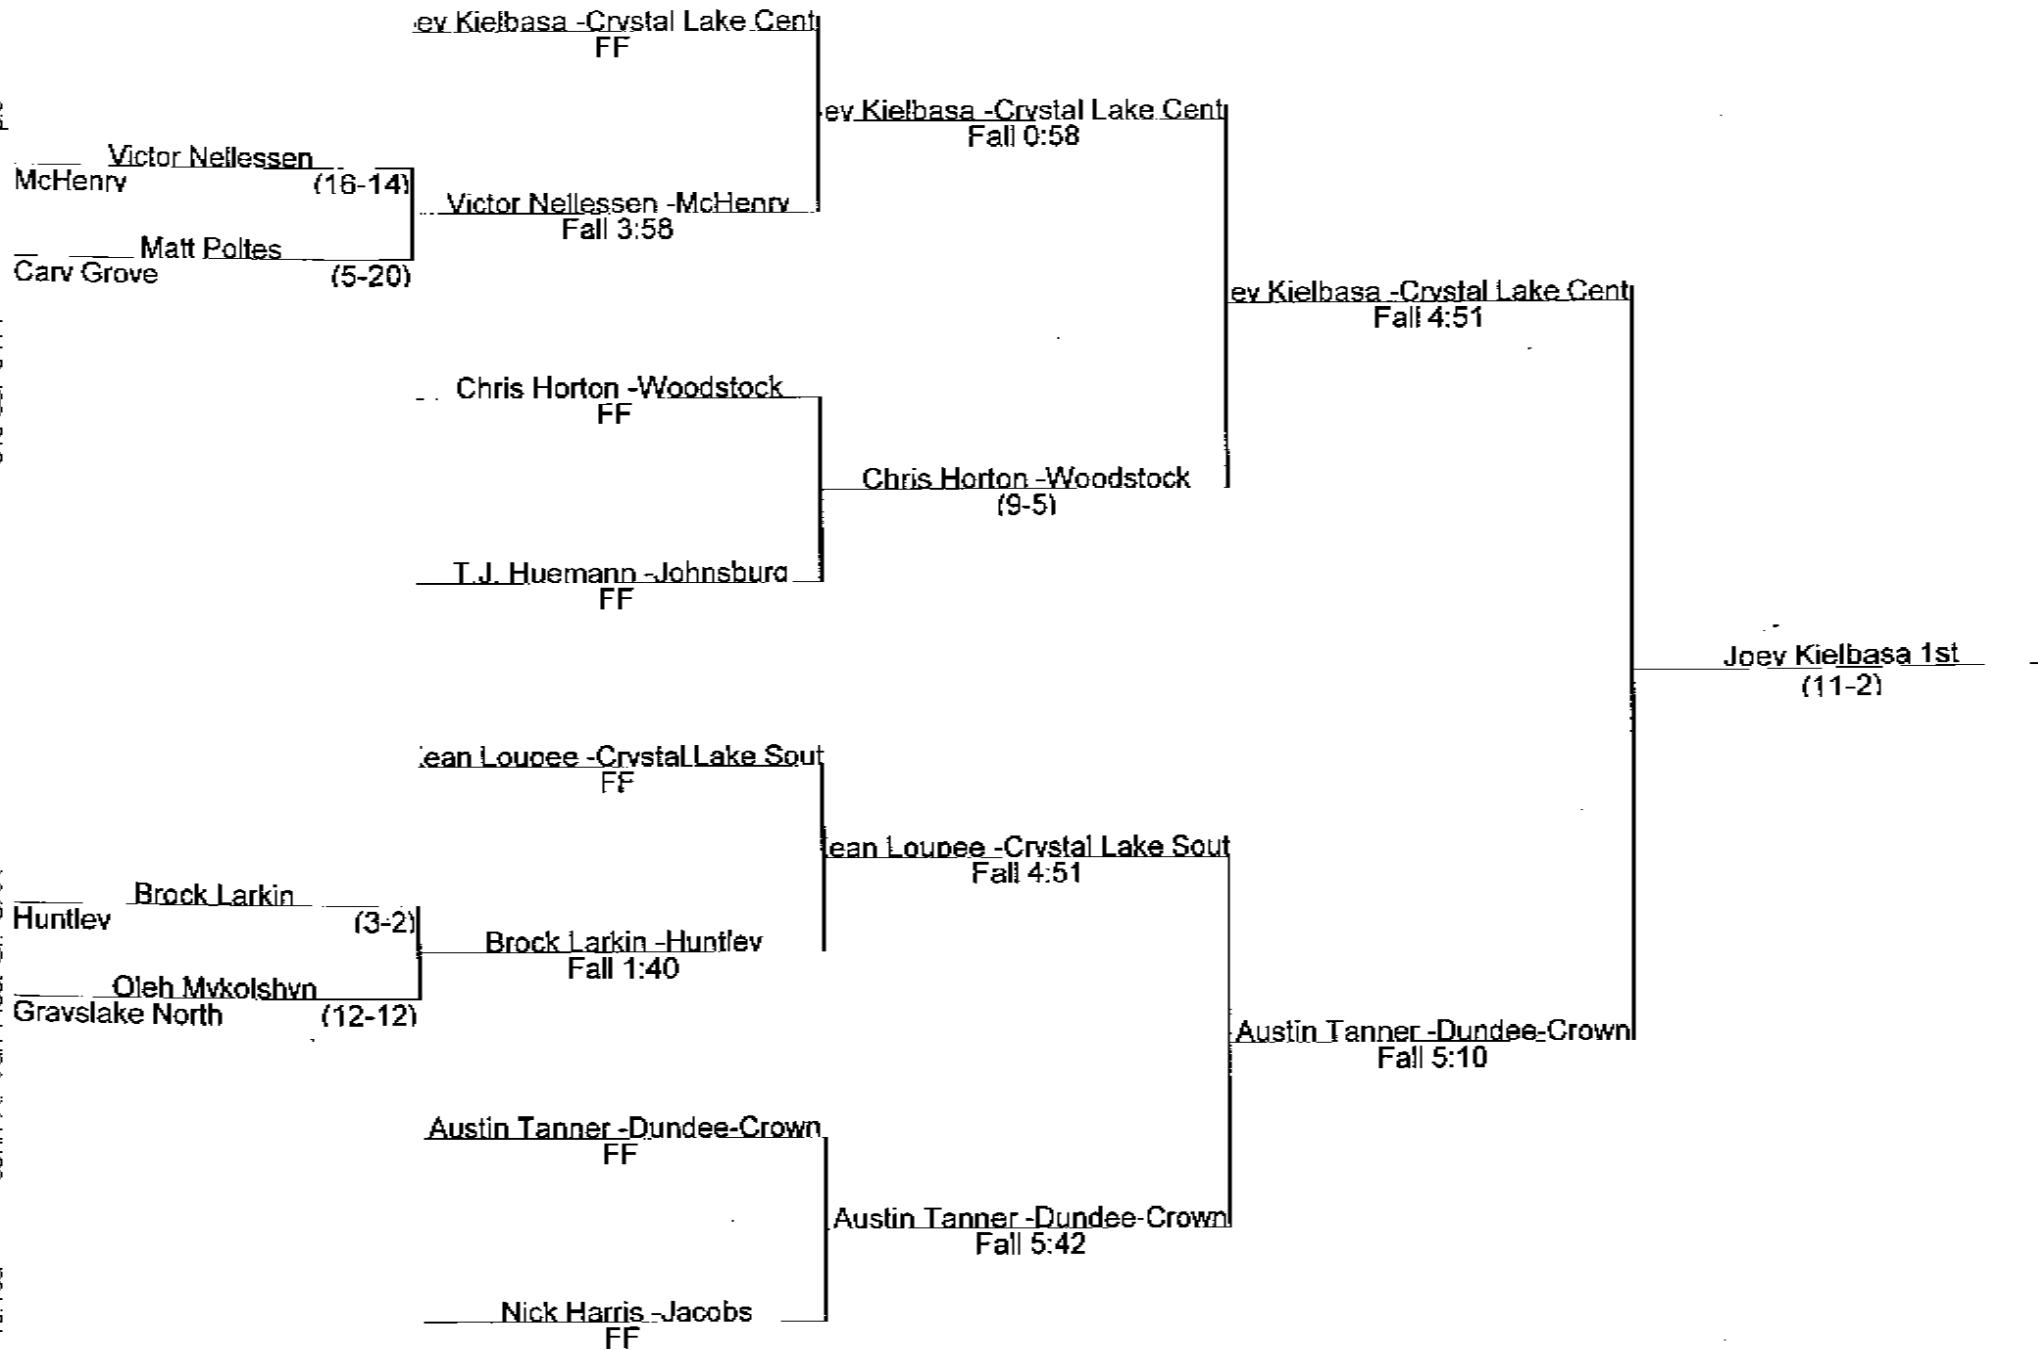 ey Kielbasa -Crystal Lake Cent
FF
ey Kielbasa -Crystal Lake Cent
Fall 0:58
Victor Nellessen
McHenry (16-14)
Victor Nellessen -McHenry
Fall 3:58
Matt Poltes
Cary Grove (5-20)
ey Kielbasa -Crystal Lake Cent
Fall 4:51
Chris Horton -Woodstock
FF
Chris Horton -Woodstock
(9-5)
T.J. Huemann -Johnsburg
FF
Joey Kielbasa 1st
(11-2)
ean Loupee -Crystal Lake Sout
FF
ean Loupee -Crystal Lake Sout
Fall 4:51
Brock Larkin
Huntley (3-2)
Brock Larkin -Huntley
Fall 1:40
Oleh Mykolshyn
Grayslake North (12-12)
Austin Tanner -Dundee-Crown
Fall 5:10
Austin Tanner -Dundee-Crown
FF
Austin Tanner -Dundee-Crown
Fall 5:42
Nick Harris -Jacobs
FF